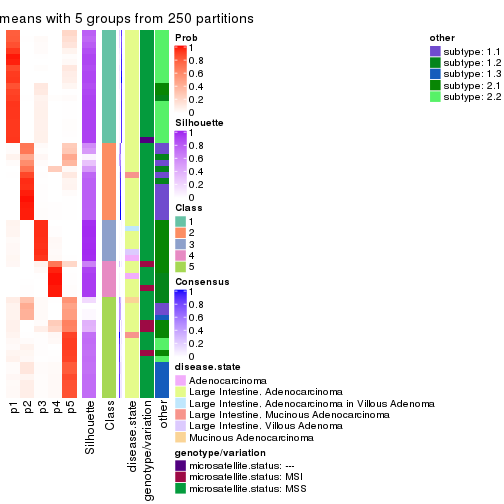 means with 5 groups from 250 partitions
Prob
1
0.8
0.6
0.4
0.2
0
Silhouette
1
0.8
0.6
0.4
0.2
0
Class
1
2
3
4
5
Consensus
1
0.8
0.6
0.4
0.2
0
disease.state
Adenocarcinoma
Large Intestine. Adenocarcinoma
Large Intestine. Adenocarcinoma in Villous Adenoma
Large Intestine. Mucinous Adenocarcinoma
Large Intestine. Villous Adenoma
Mucinous Adenocarcinoma
genotype/variation
microsatellite.status: ---
microsatellite.status: MSI
microsatellite.status: MSS
other
subtype: 1.1
subtype: 1.2
subtype: 1.3
subtype: 2.1
subtype: 2.2
p1
p2
p3
p4
p5
Silhouette
Class
disease.state
genotype/variation
other